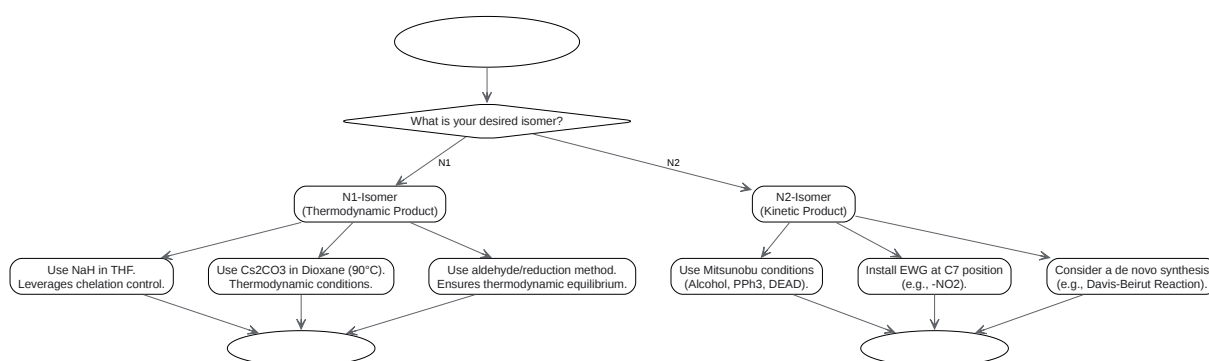 What is your desired isomer?
N1
N2
N1-Isomer
(Thermodynamic Product)
N2-Isomer
(Kinetic Product)
Use NaH in THF.
Leverages chelation control.
Use Cs2CO3 in Dioxane (90°C).
Thermodynamic conditions.
Use aldehyde/reduction method.
Ensures thermodynamic equilibrium.
Use Mitsunobu conditions
(Alcohol, PPh3, DEAD).
Install EWG at C7 position
(e.g., -NO2).
Consider a de novo synthesis
(e.g., Davis-Beirut Reaction).